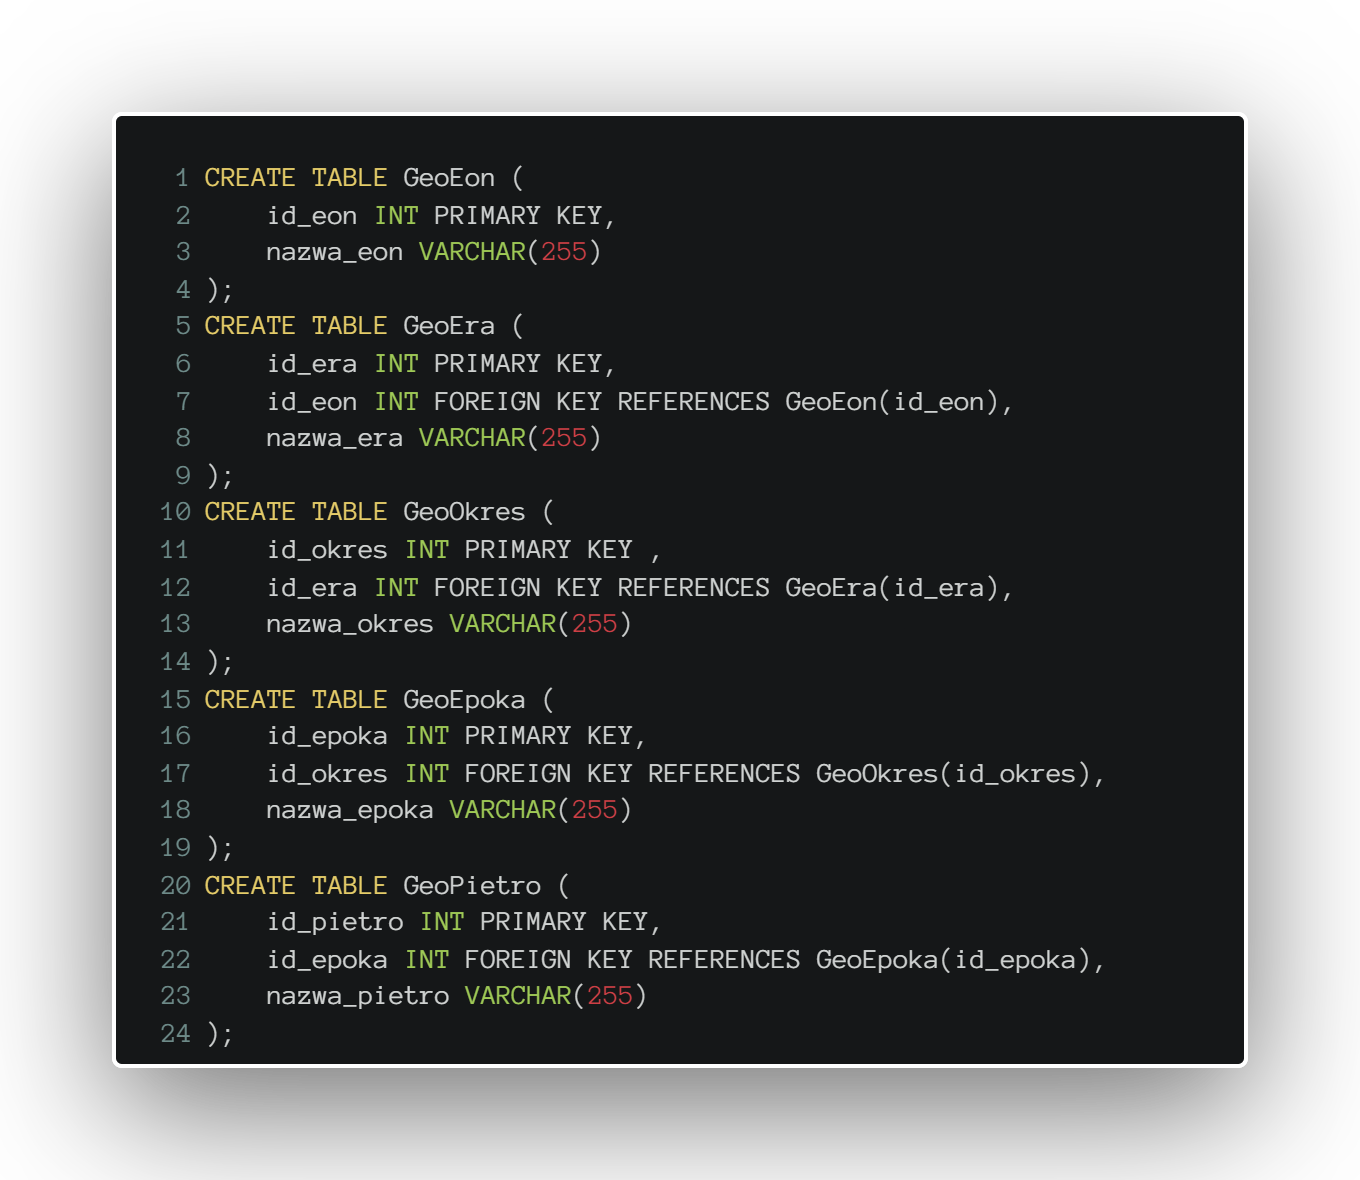 1 CREATE TABLE GeoEon (
2     id_eon INT PRIMARY KEY,
3     nazwa_eon VARCHAR(255)
4 );
5 CREATE TABLE GeoEra (
6     id_era INT PRIMARY KEY,
7     id_eon INT FOREIGN KEY REFERENCES GeoEon(id_eon),
8     nazwa_era VARCHAR(255)
9 );
10 CREATE TABLE GeoOkres (
11     id_okres INT PRIMARY KEY ,
12     id_era INT FOREIGN KEY REFERENCES GeoEra(id_era),
13     nazwa_okres VARCHAR(255)
14 );
15 CREATE TABLE GeoEpoka (
16     id_epoka INT PRIMARY KEY,
17     id_okres INT FOREIGN KEY REFERENCES GeoOkres(id_okres),
18     nazwa_epoka VARCHAR(255)
19 );
20 CREATE TABLE GeoPietro (
21     id_pietro INT PRIMARY KEY,
22     id_epoka INT FOREIGN KEY REFERENCES GeoEpoka(id_epoka),
23     nazwa_pietro VARCHAR(255)
24 );